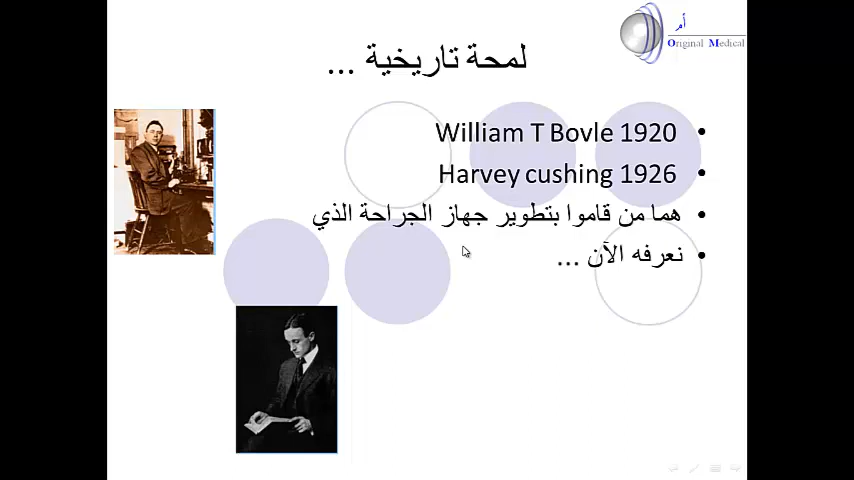 أم
Original Medical
لمحة تاريخية ...
• William T Bovle 1920
• Harvey cushing 1926
• هما من قاموا بتطوير جهاز الجراحة الذي
• نعرفه الآن ...